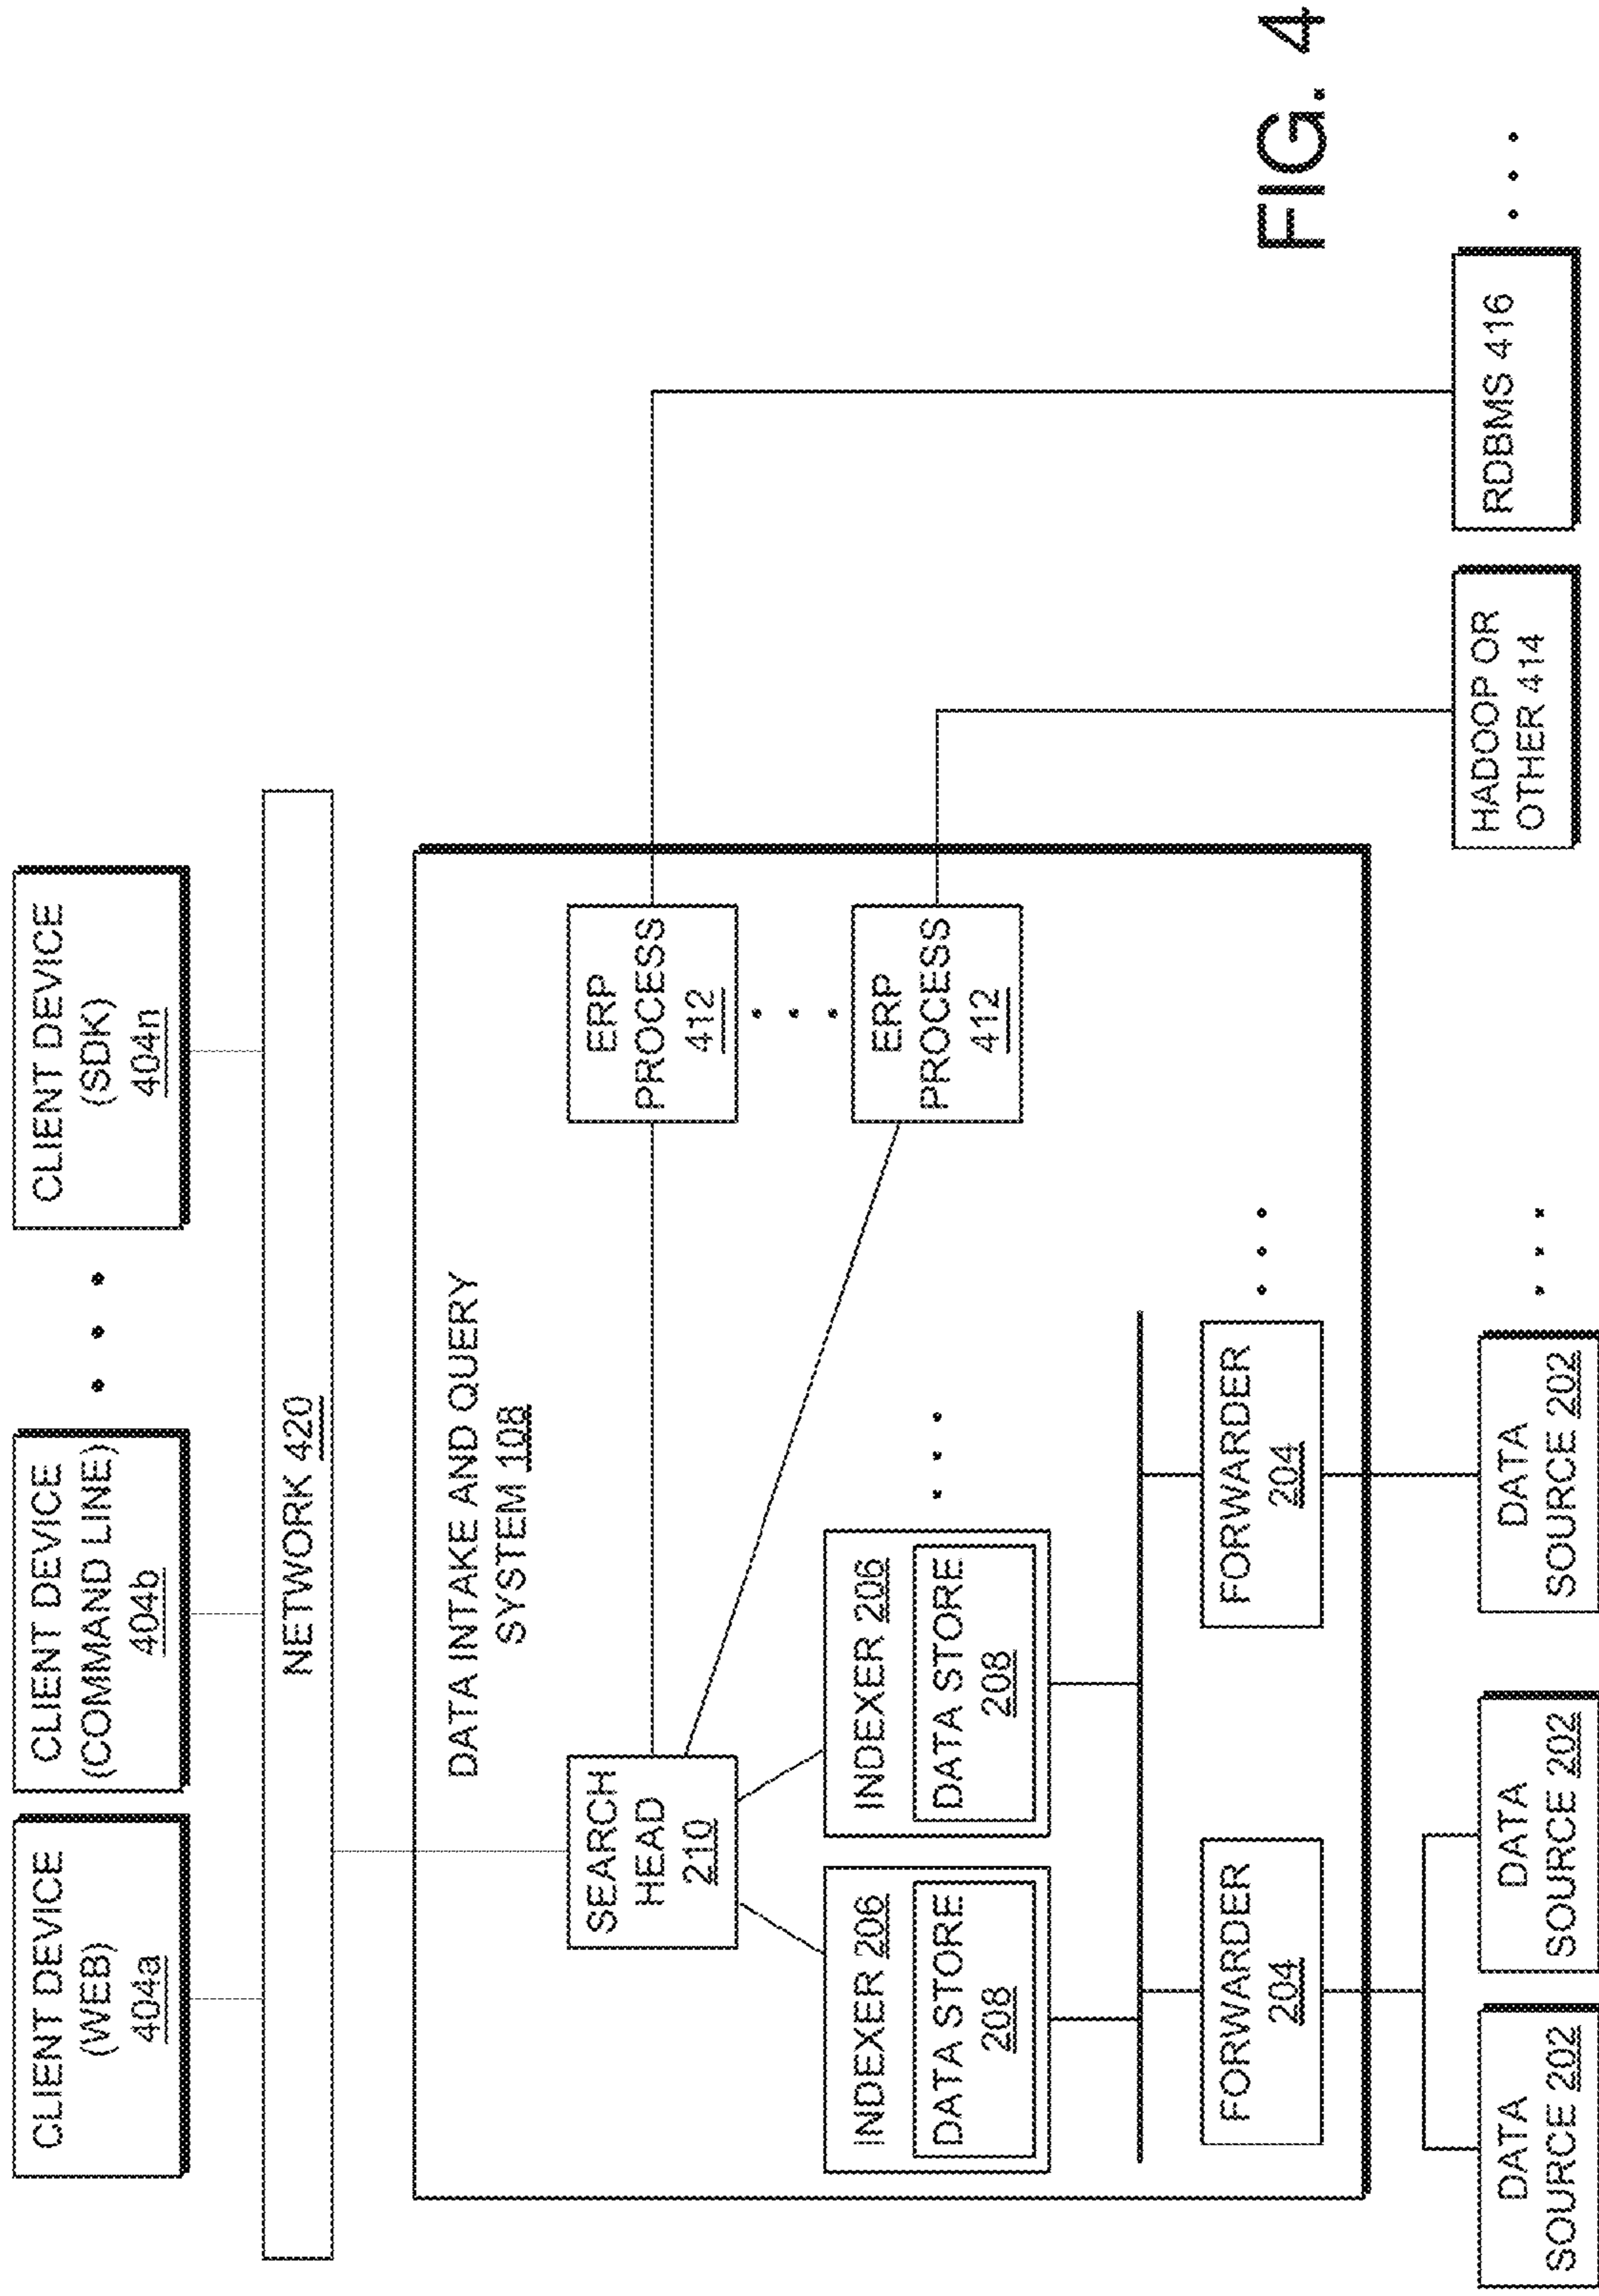 CLIENT DEVICE
(WEB)
404a
CLIENT DEVICE
(COMMAND LINE)
404b
CLIENT DEVICE
(SDK)
404n
NETWORK 420
DATA INTAKE AND QUERY
SYSTEM 108
SEARCH
HEAD
210
ERP
PROCESS
412
ERP
PROCESS
412
INDEXER 206
DATA STORE
208
INDEXER 206
DATA STORE
208
FORWARDER
204
FORWARDER
204
DATA
SOURCE 202
DATA
SOURCE 202
DATA
SOURCE 202
HADOOP OR
OTHER 414
RDBMS 416
FIG. 4